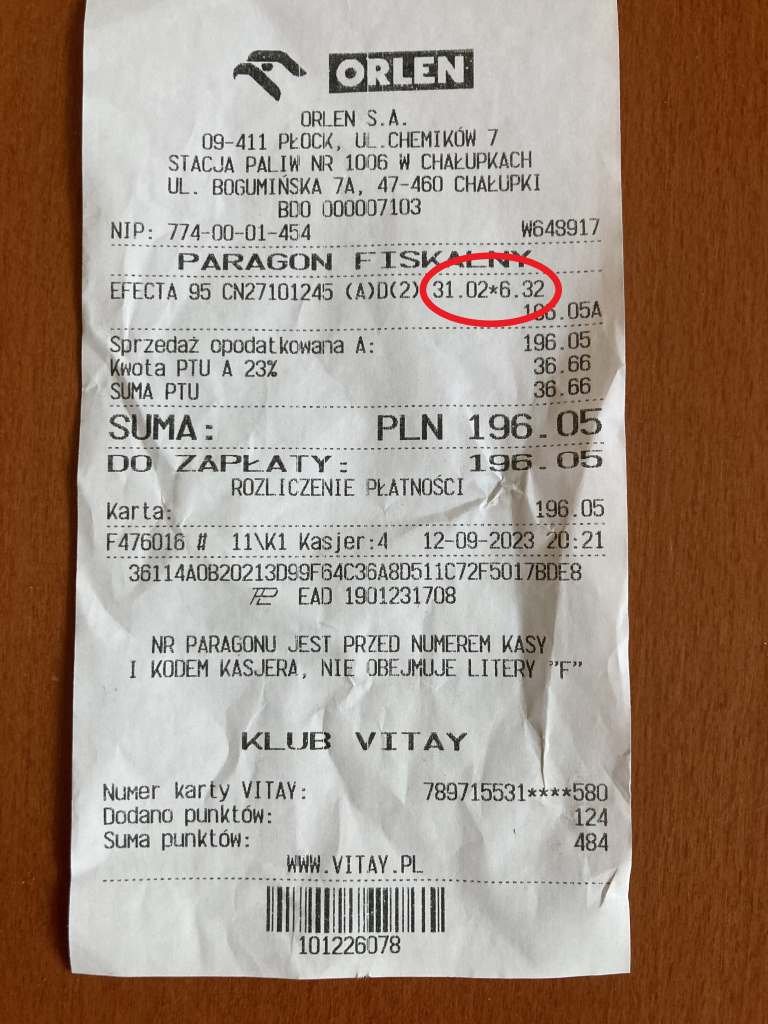 ORLEN
ORLEN S.A.
09-411 PŁOCK, UL.CHEMIKÓW 7
STACJA PALIW NR 1006 W CHAŁUPKACH
UL. BOGUMIŃSKA 7A, 47-460 CHAŁUPKI
BDO 000007103
NIP: 774-00-01-454 W648917
PARAGON FISKALNY
EFECTA 95 CN27101245 (A)D(2) 31.02*6.32
196.05A
Sprzedaż opodatkowana A: 196.05
Kwota PTU A 23% 36.66
SUMA PTU 36.66
SUMA: PLN 196.05
DO ZAPŁATY: 196.05
ROZLICZENIE PŁATNOŚCI
Karta: 196.05
F476016 # 11\K1 Kasjer:4 12-09-2023 20:21
36114A0B20213D99F64C36A8D511C72F5017BDE8
EAD 1901231708
NR PARAGONU JEST PRZED NUMEREM KASY
I KODEM KASJERA, NIE OBEJMUJE LITERY "F"
KLUB VITAY
Numer karty VITAY: 789715531****580
Dodano punktów: 124
Suma punktów: 484
WWW.VITAY.PL
101226078